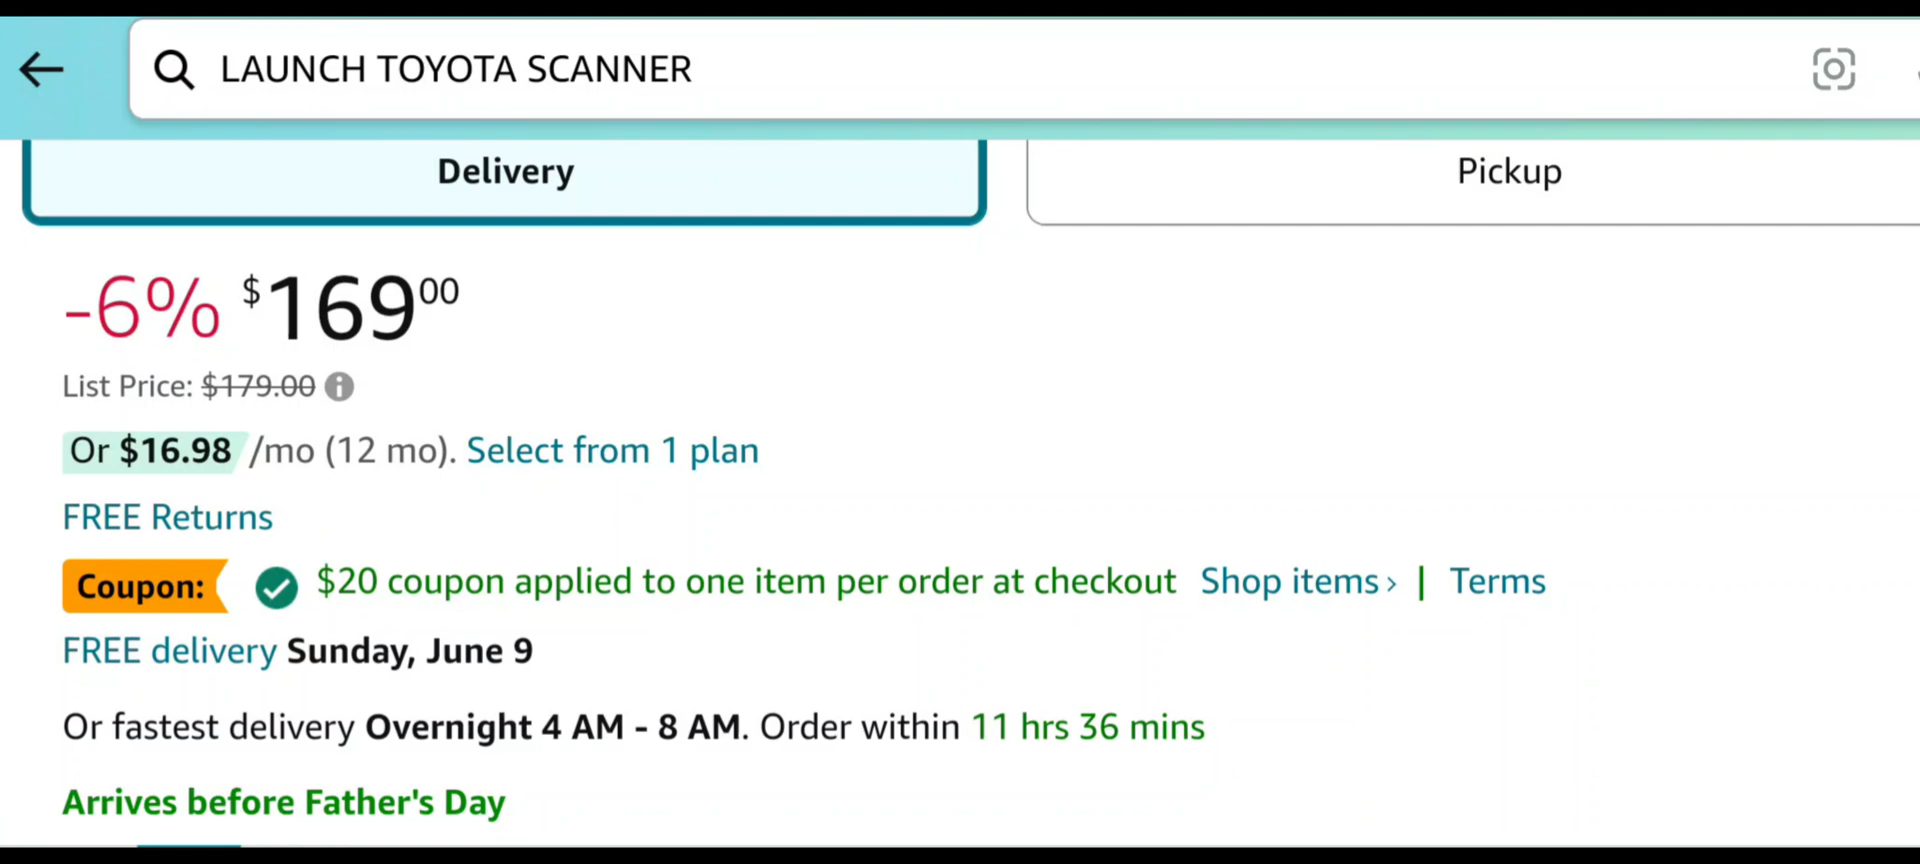 LAUNCH TOYOTA SCANNER
Delivery
Pickup
-6% $16900
List Price: $179.00
Or $16.98 /mo (12 mo). Select from 1 plan
FREE Returns
Coupon: $20 coupon applied to one item per order at checkout Shop items › | Terms
FREE delivery Sunday, June 9
Or fastest delivery Overnight 4 AM - 8 AM. Order within 11 hrs 36 mins
Arrives before Father's Day